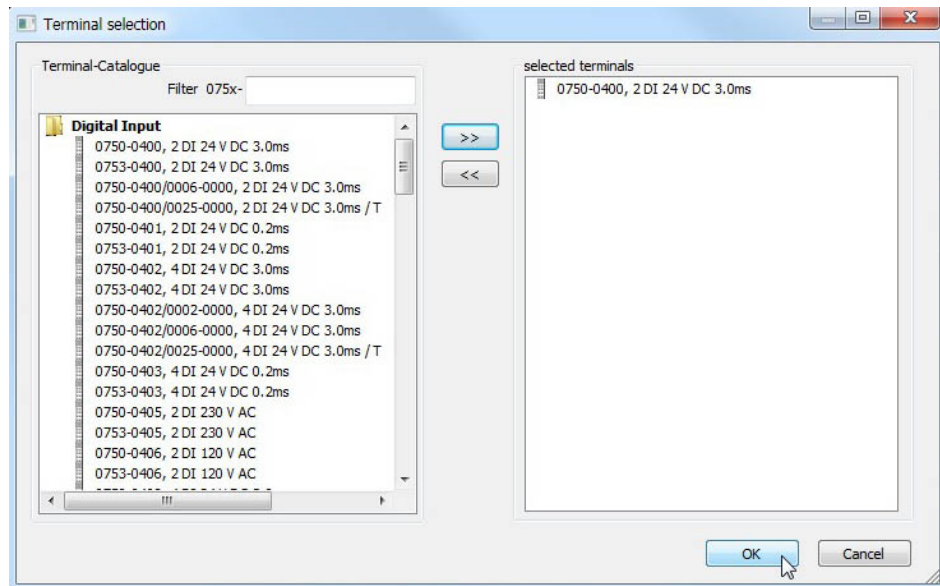 Terminal selection
Terminal-Catalogue
Filter 075x-
Digital Input
0750-0400, 2 DI 24 V DC 3.0ms
0753-0400, 2 DI 24 V DC 3.0ms
0750-0400/0006-0000, 2 DI 24 V DC 3.0ms
0750-0400/0025-0000, 2 DI 24 V DC 3.0ms / T
0750-0401, 2 DI 24 V DC 0.2ms
0753-0401, 2 DI 24 V DC 0.2ms
0750-0402, 4 DI 24 V DC 3.0ms
0753-0402, 4 DI 24 V DC 3.0ms
0750-0402/0002-0000, 4 DI 24 V DC 3.0ms
0750-0402/0006-0000, 4 DI 24 V DC 3.0ms
0750-0402/0025-0000, 4 DI 24 V DC 3.0ms / T
0750-0403, 4 DI 24 V DC 0.2ms
0753-0403, 4 DI 24 V DC 0.2ms
0750-0405, 2 DI 230 V AC
0753-0405, 2 DI 230 V AC
0750-0406, 2 DI 120 V AC
0753-0406, 2 DI 120 V AC
>>
<<
selected terminals
0750-0400, 2 DI 24 V DC 3.0ms
OK
Cancel